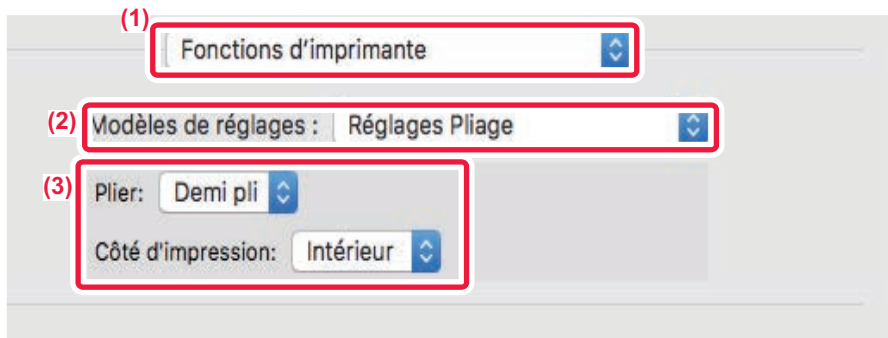 (1)
Fonctions d'imprimante
(2) Modèles de réglages : Réglages Pliage
(3) Plier: Demi pli
Côté d'impression: Intérieur